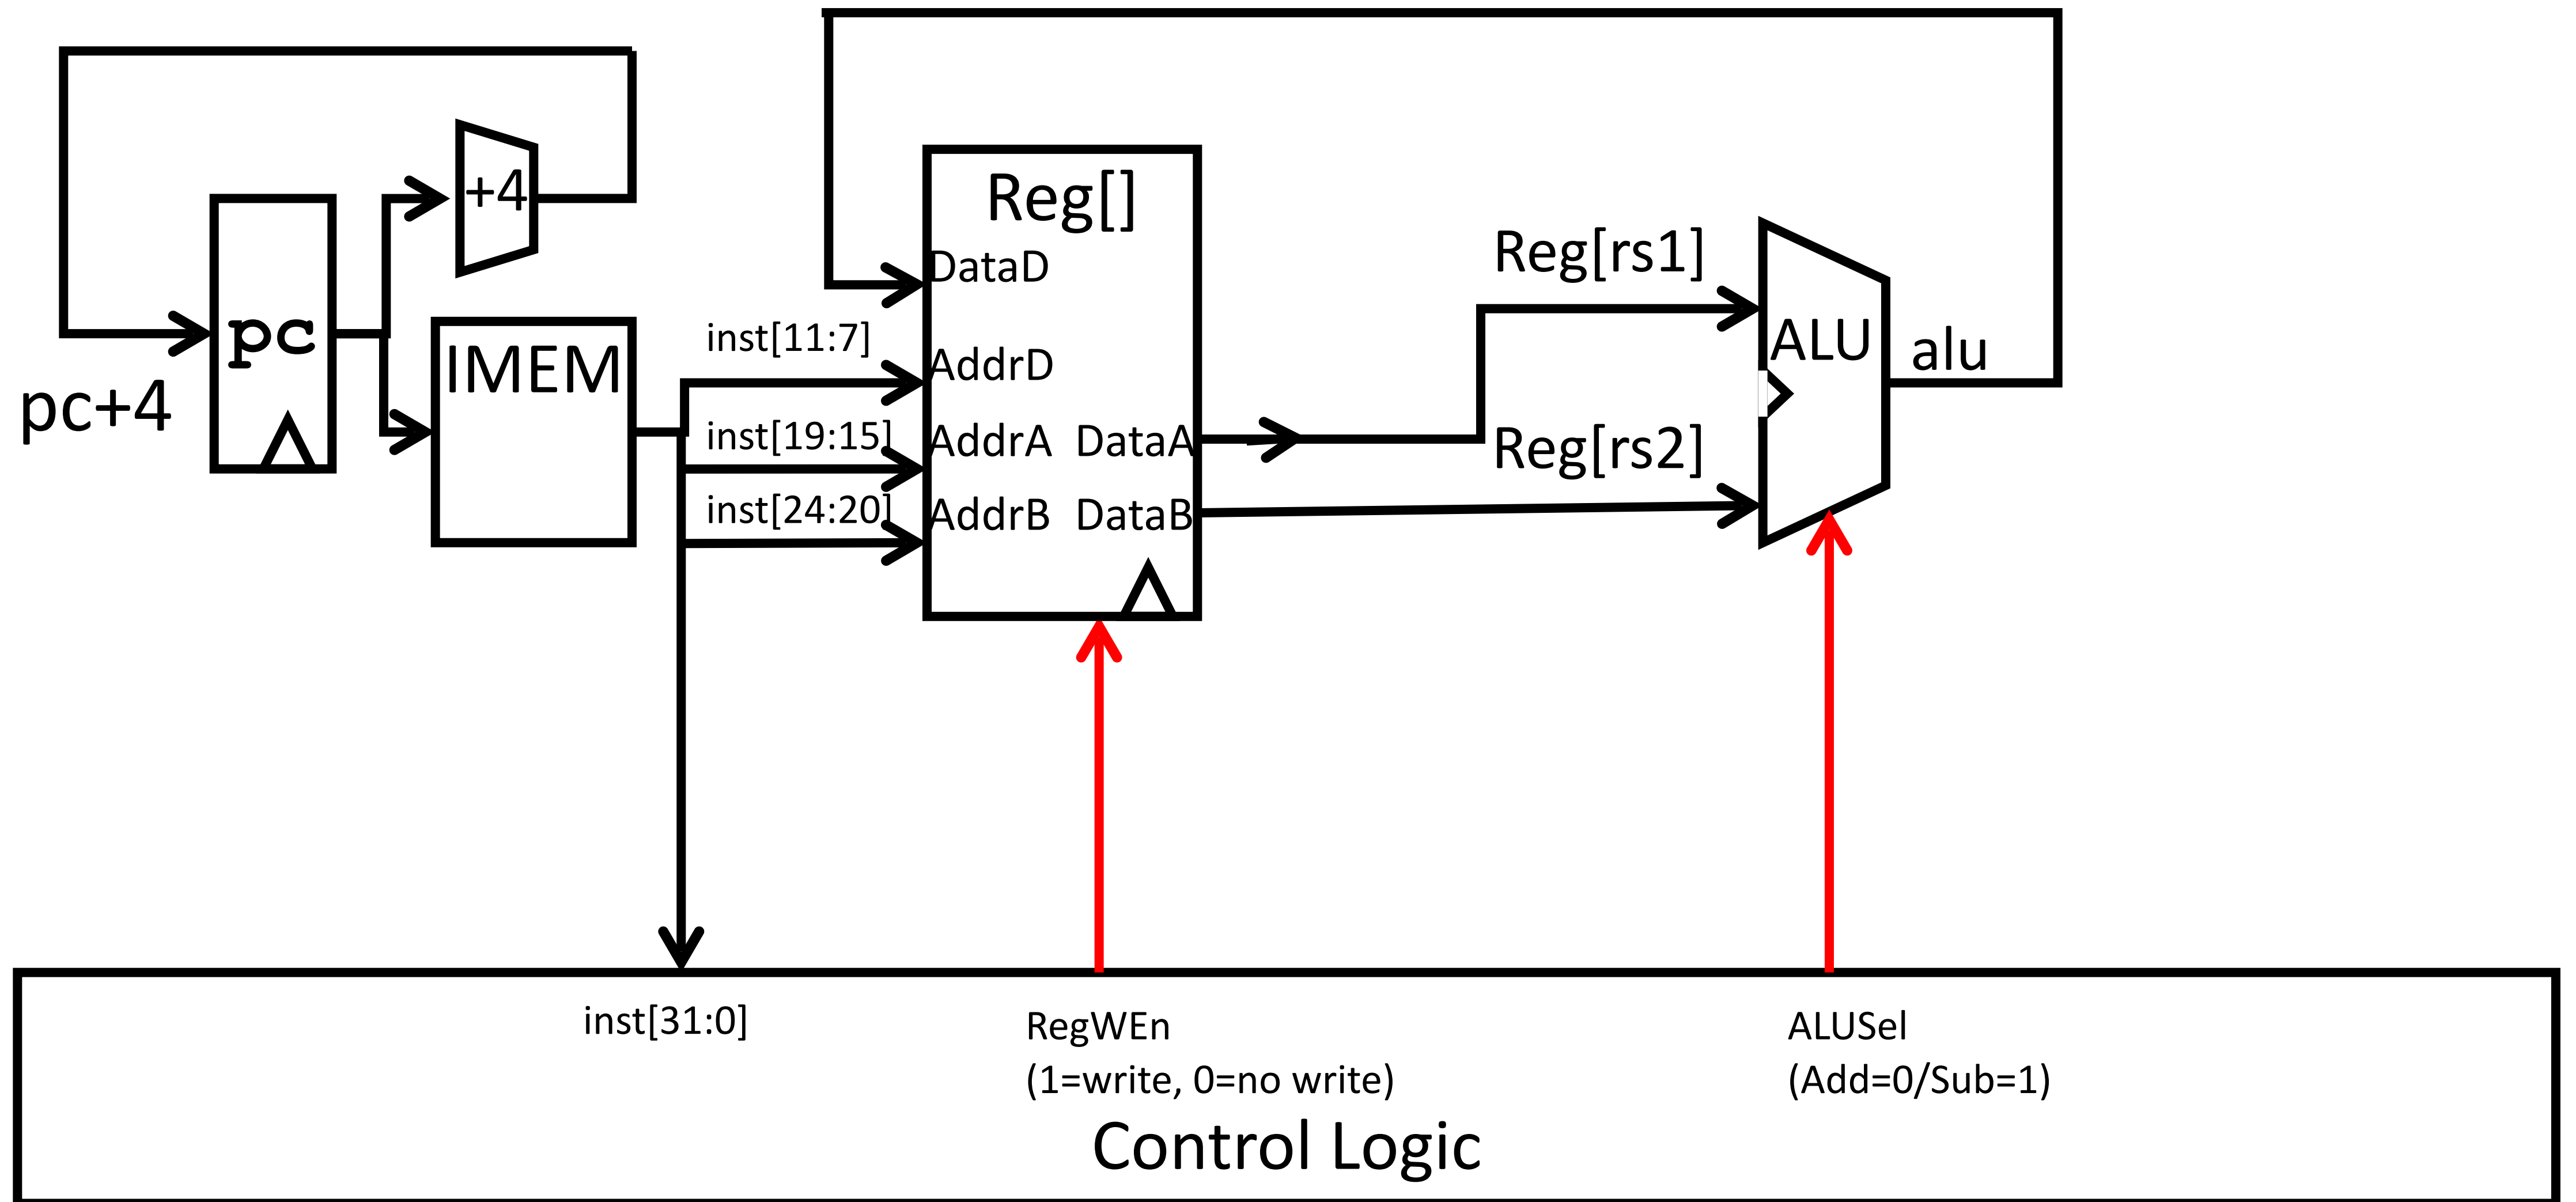 +4
pc
pc+4
IMEM
inst[11:7]
inst[19:15]
inst[24:20]
Reg[]
DataD
AddrD
AddrA DataA
AddrB DataB
Reg[rs1]
Reg[rs2]
ALU
alu
inst[31:0]
RegWEn
(1=write, 0=no write)
ALUSel
(Add=0/Sub=1)
Control Logic